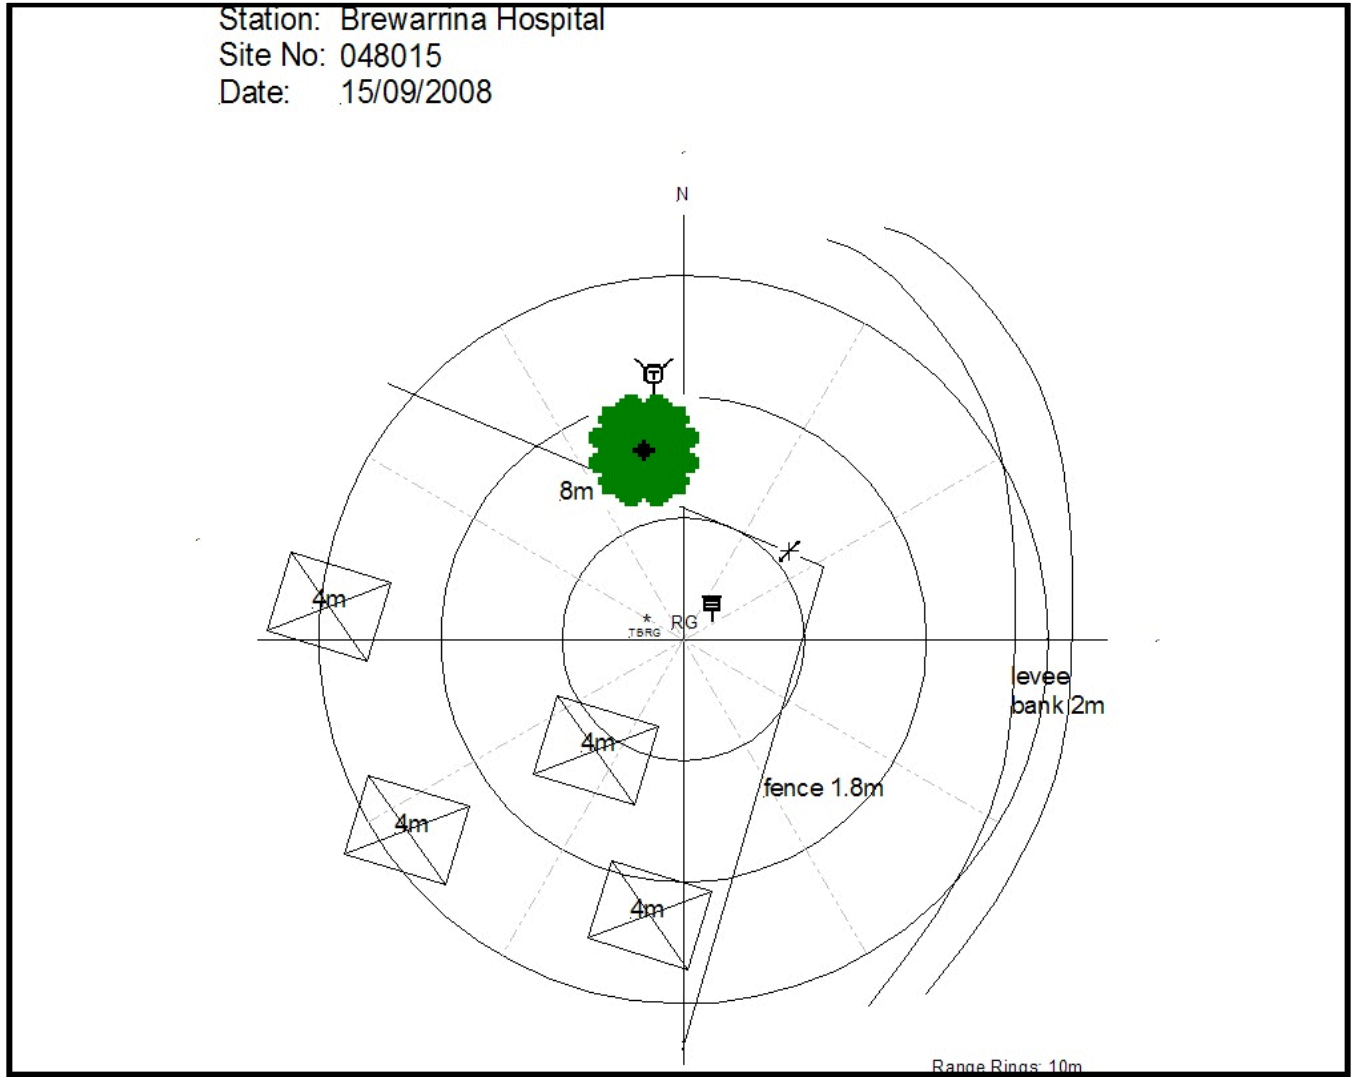 Station: Brewarrina Hospital
Site No: 048015
Date: 15/09/2008
N
T
8m
4m
TBRG
RG
levee
bank 2m
4m
fence 1.8m
4m
4m
Range Rings: 10m